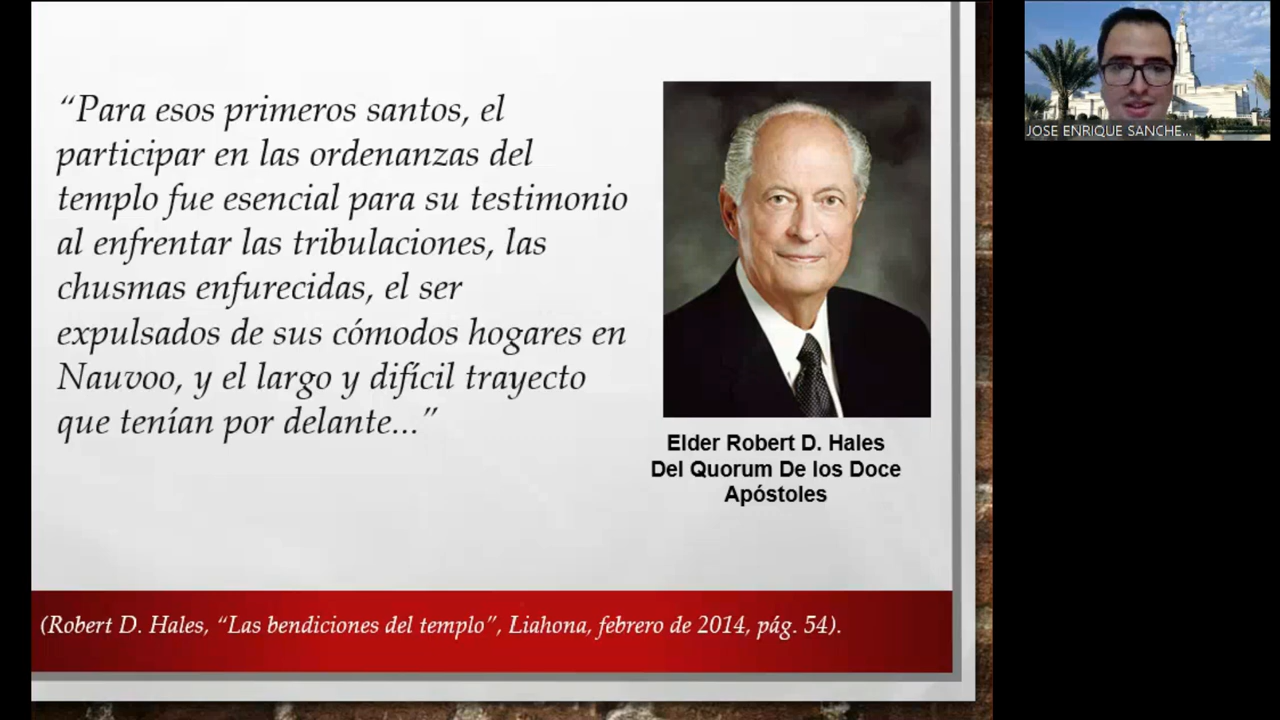 “Para esos primeros santos, el
participar en las ordenanzas del
templo fue esencial para su testimonio
al enfrentar las tribulaciones, las
chusmas enfurecidas, el ser
expulsados de sus cómodos hogares en
Nauvoo, y el largo y difícil trayecto
que tenían por delante...”
Elder Robert D. Hales
Del Quorum De los Doce
Apóstoles
(Robert D. Hales, “Las bendiciones del templo”, Liahona, febrero de 2014, pág. 54).
JOSE ENRIQUE SANCHE...